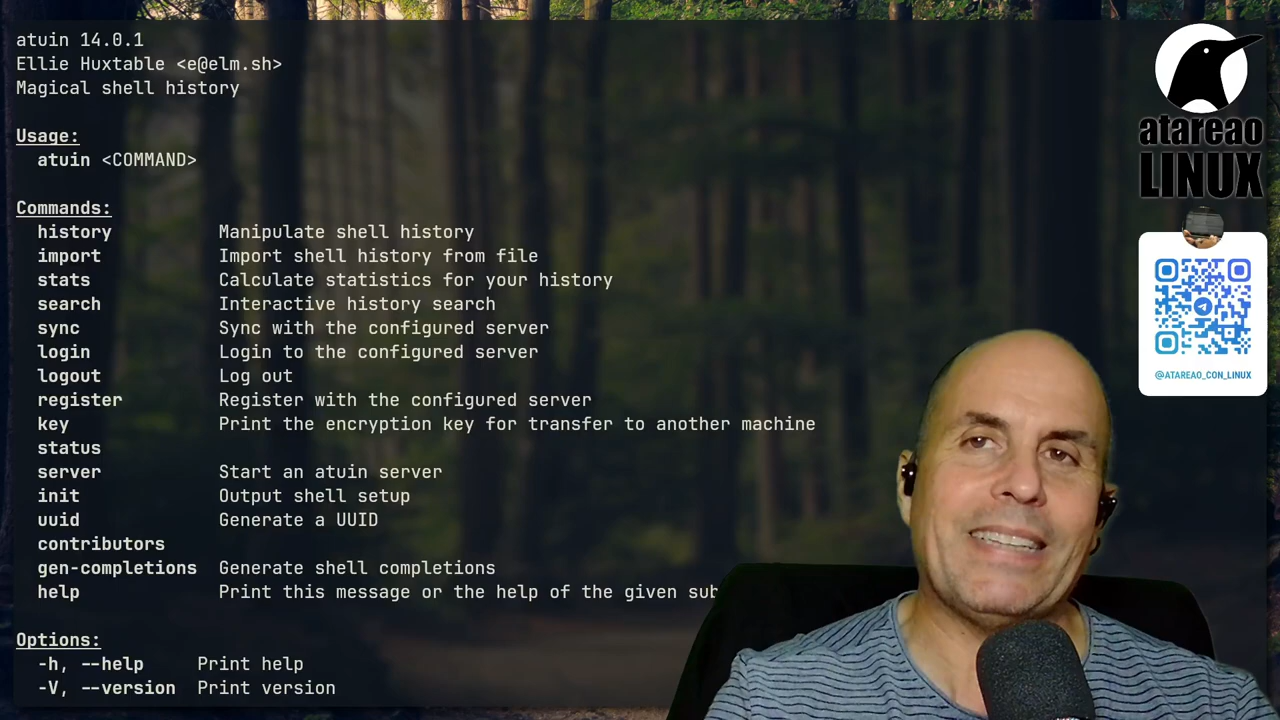 atuin 14.0.1
Ellie Huxtable <e@elm.sh>
Magical shell history
Usage:
atuin <COMMAND>
Commands:
history Manipulate shell history
import Import shell history from file
stats Calculate statistics for your history
search Interactive history search
sync Sync with the configured server
login Login to the configured server
logout Log out
register Register with the configured server
key Print the encryption key for transfer to another machine
status
server Start an atuin server
init Output shell setup
uuid Generate a UUID
contributors
gen-completions Generate shell completions
help Print this message or the help of the given sub
Options:
-h, --help Print help
-V, --version Print version
atareao
LINUX
@ATAREAO_CON_LINUX